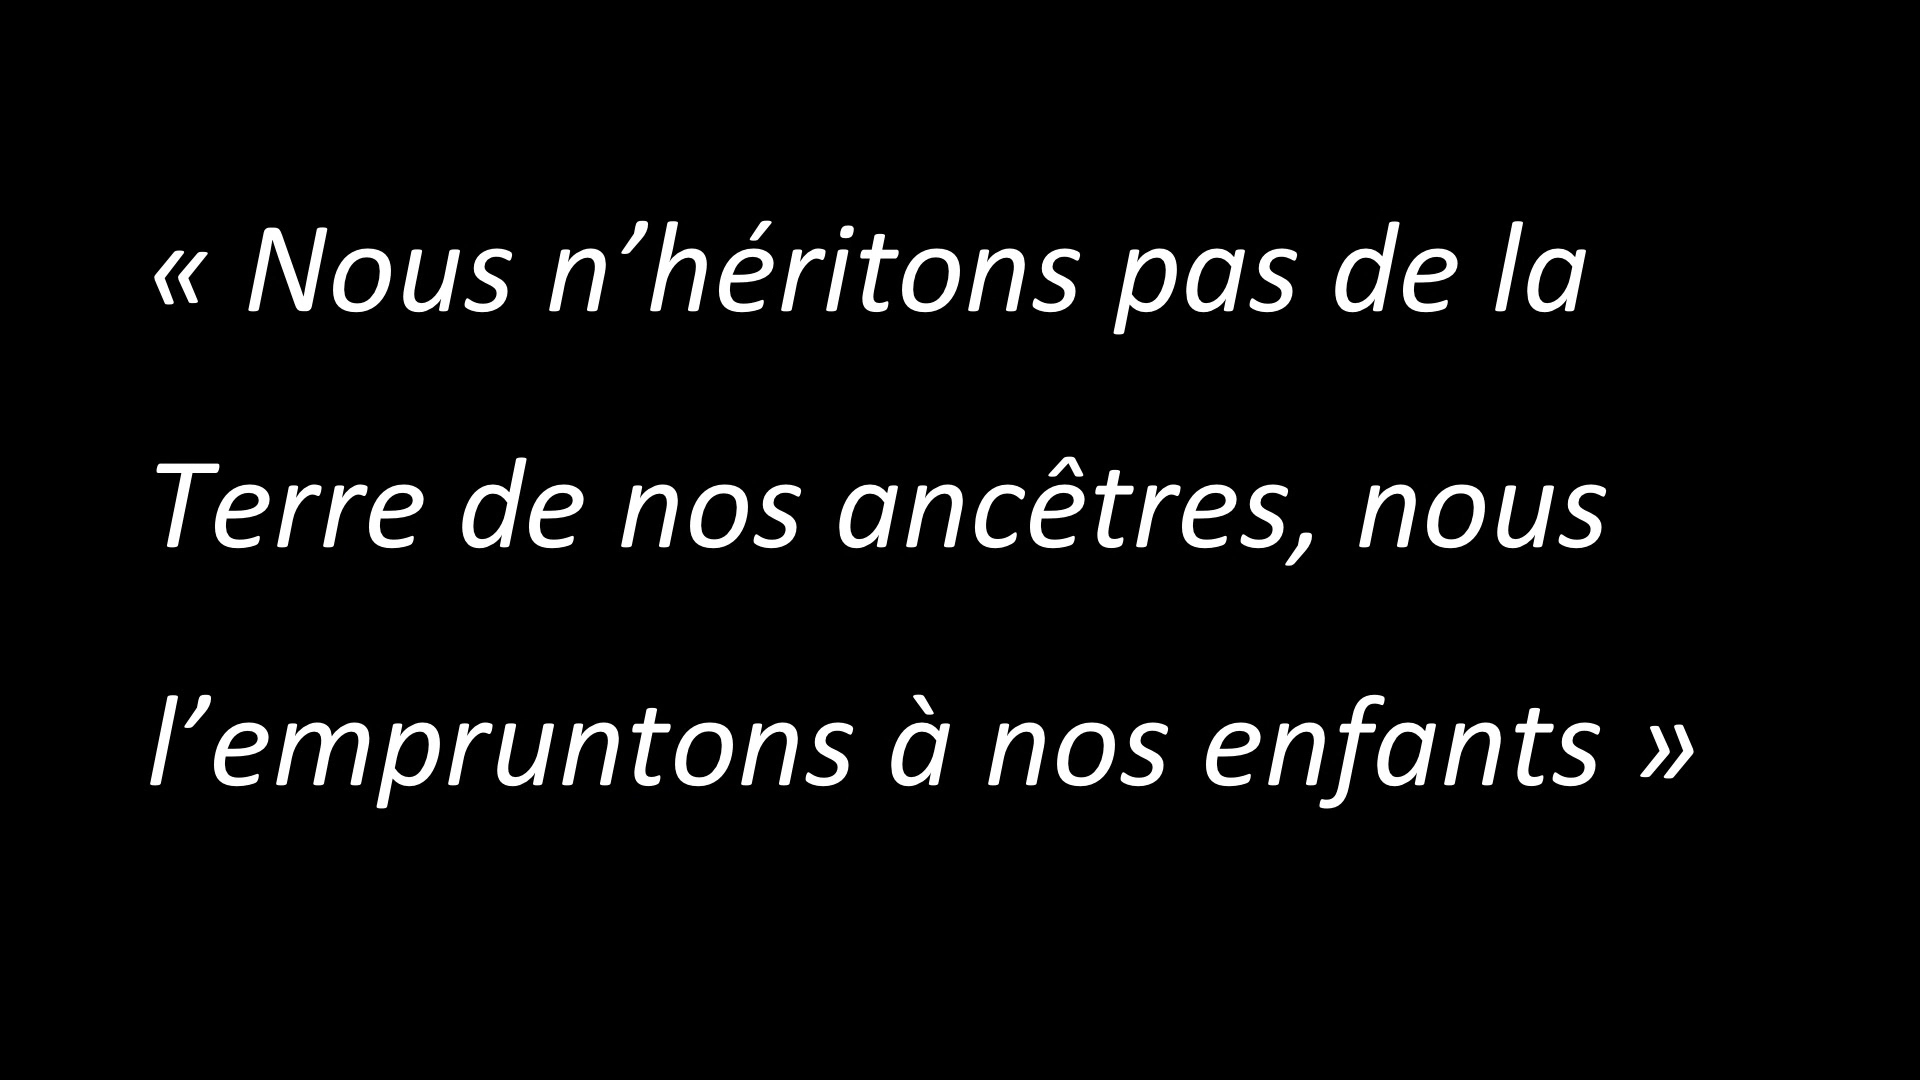 « Nous n’héritons pas de la
Terre de nos ancêtres, nous
l’empruntons à nos enfants »